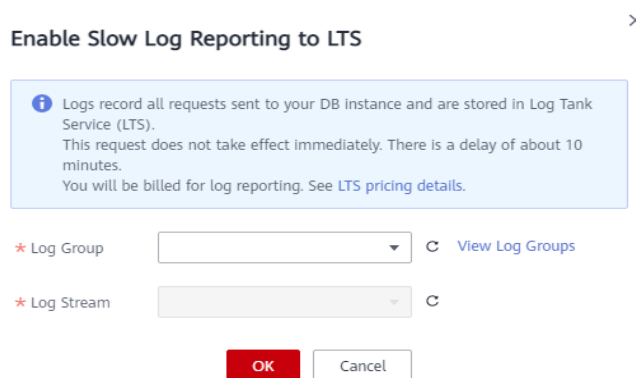 Enable Slow Log Reporting to LTS
Logs record all requests sent to your DB instance and are stored in Log Tank
Service (LTS).
This request does not take effect immediately. There is a delay of about 10
minutes.
You will be billed for log reporting. See LTS pricing details.
* Log Group
View Log Groups
* Log Stream
OK
Cancel